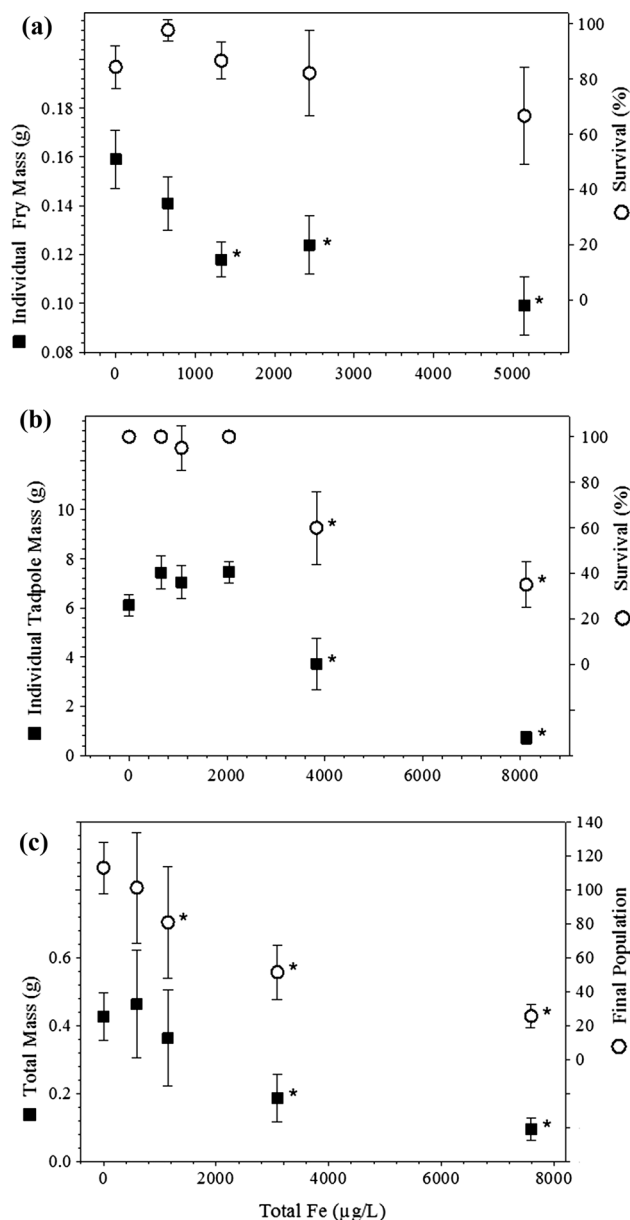 (a)
■ Individual Fry Mass (g)
0.18
0.16
0.14
0.12
0.10
0.08
* * *
100
80
60
40
20
0
○ Survival (%)
0 1000 2000 3000 4000 5000
(b)
■ Individual Tadpole Mass (g)
10
8
6
4
2
0
* *
* *
100
80
60
40
20
0
○ Survival (%)
0 2000 4000 6000 8000
(c)
■ Total Mass (g)
0.6
0.4
0.2
0.0
* * *
* *
140
120
100
80
60
40
20
0
○ Final Population
0 2000 4000 6000 8000
Total Fe (µg/L)